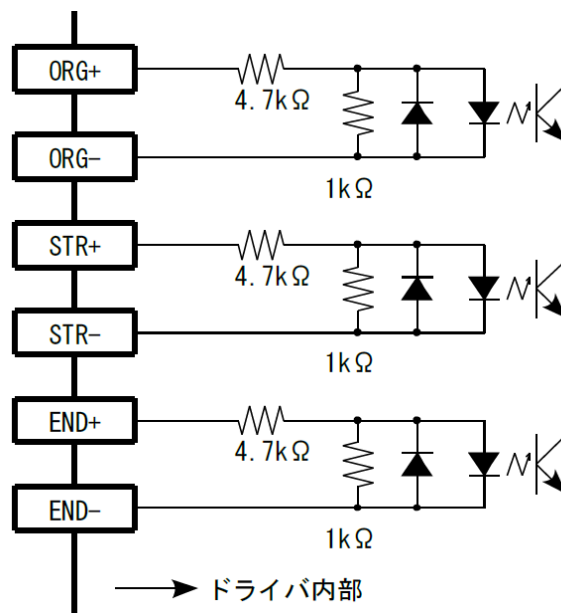 ORG+
4.7kΩ
ORG-
1kΩ
STR+
4.7kΩ
STR-
1kΩ
END+
4.7kΩ
END-
1kΩ
ドライバ内部